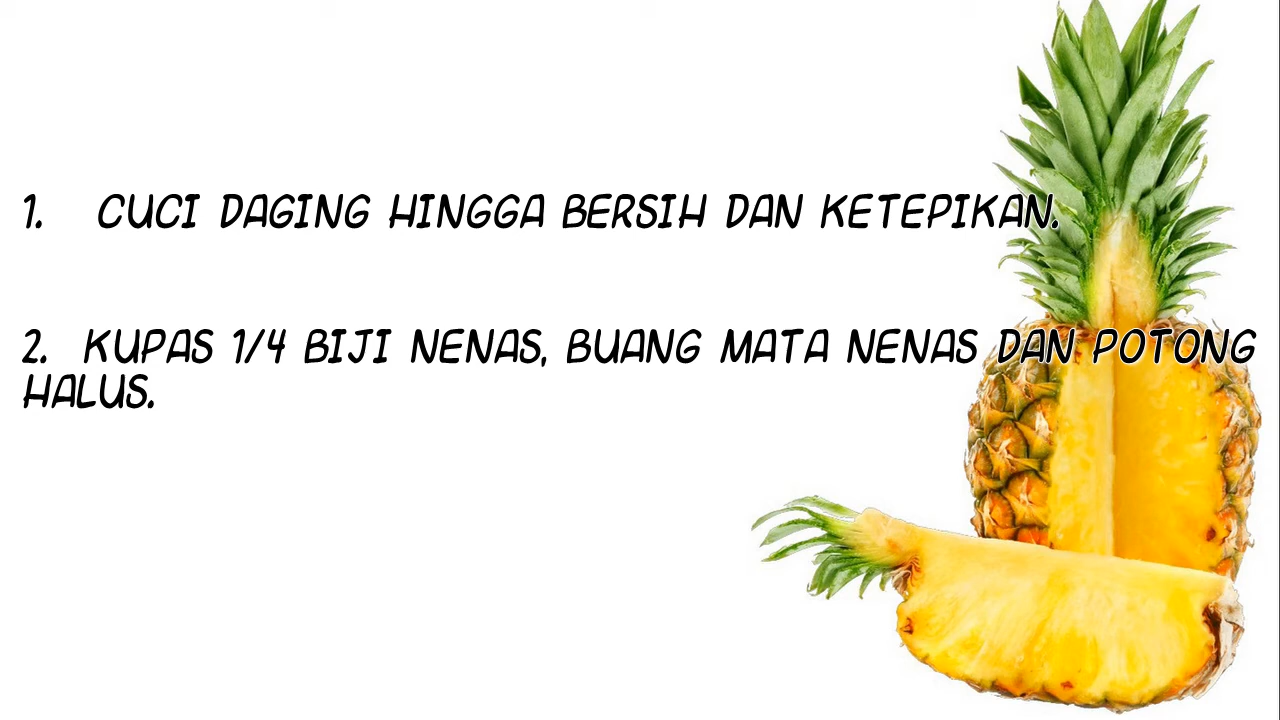 1. CUCI DAGING HINGGA BERSIH DAN KETEPIKAN.
2. KUPAS 1/4 BIJI NENAS, BUANG MATA NENAS DAN POTONG
HALUS.